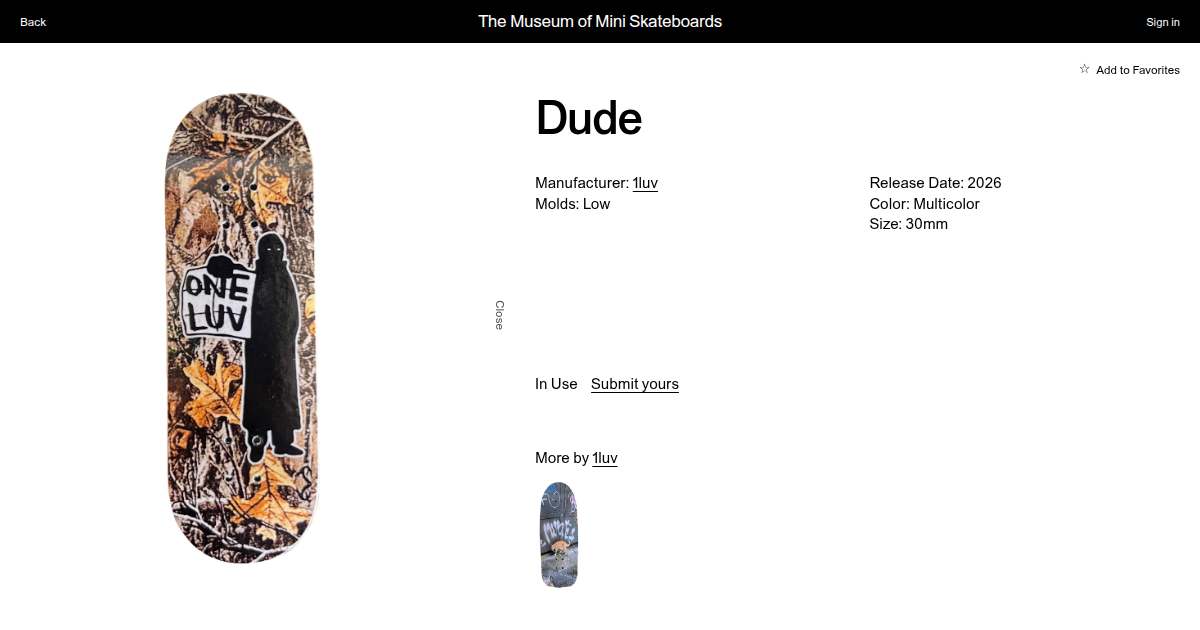 Back
The Museum of Mini Skateboards
Sign in
☆ Add to Favorites
Dude
Manufacturer: 1luv
Molds: Low
Release Date: 2026
Color: Multicolor
Size: 30mm
ONE
LUV
Close
In Use Submit yours
More by 1luv